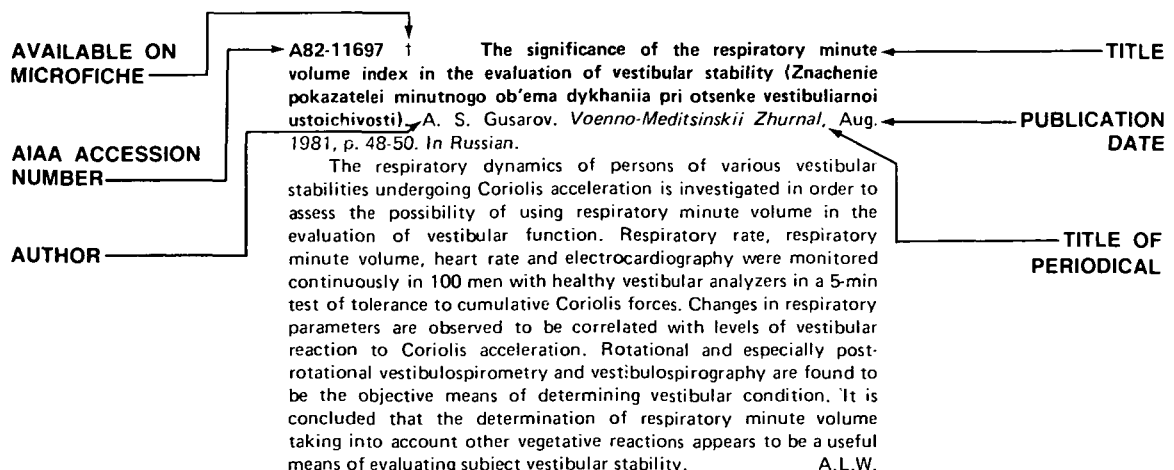 AVAILABLE ON
MICROFICHE
AIAA ACCESSION
NUMBER
AUTHOR
A82-11697 † The significance of the respiratory minute
volume index in the evaluation of vestibular stability (Znachenie
pokazatelei minutnogo ob'ema dykhaniia pri otsenke vestibuliarnoi
ustoichivosti). A. S. Gusarov. Voenno-Meditsinskii Zhurnal, Aug.
1981, p. 48-50. In Russian.
The respiratory dynamics of persons of various vestibular
stabilities undergoing Coriolis acceleration is investigated in order to
assess the possibility of using respiratory minute volume in the
evaluation of vestibular function. Respiratory rate, respiratory
minute volume, heart rate and electrocardiography were monitored
continuously in 100 men with healthy vestibular analyzers in a 5-min
test of tolerance to cumulative Coriolis forces. Changes in respiratory
parameters are observed to be correlated with levels of vestibular
reaction to Coriolis acceleration. Rotational and especially post-
rotational vestibulospirometry and vestibulospirography are found to
be the objective means of determining vestibular condition. It is
concluded that the determination of respiratory minute volume
taking into account other vegetative reactions appears to be a useful
means of evaluating subject vestibular stability. A.L.W.
TITLE
PUBLICATION
DATE
TITLE OF
PERIODICAL